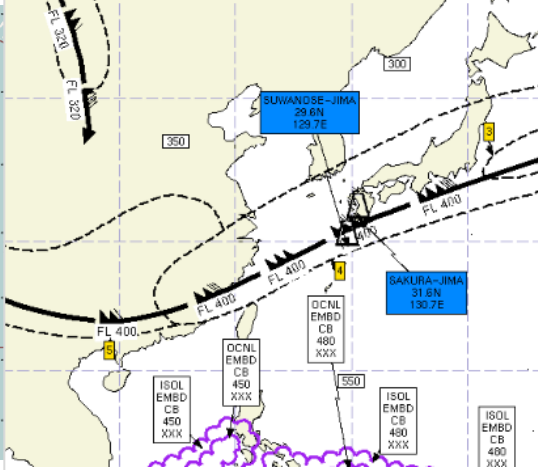 FL 320
FL 320
300
350
SUWANOSE-JIMA
29.6N
129.7E
3
FL 400
400
SAKURA-JIMA
31.6N
130.7E
4
FL 400
FL 400
FL 400
5
OCNL
EMBD
CB
480
XXX
OCNL
EMBD
CB
450
XXX
550
ISOL
EMBD
CB
450
XXX
ISOL
EMBD
CB
480
XXX
ISOL
EMBD
CB
480
XXX